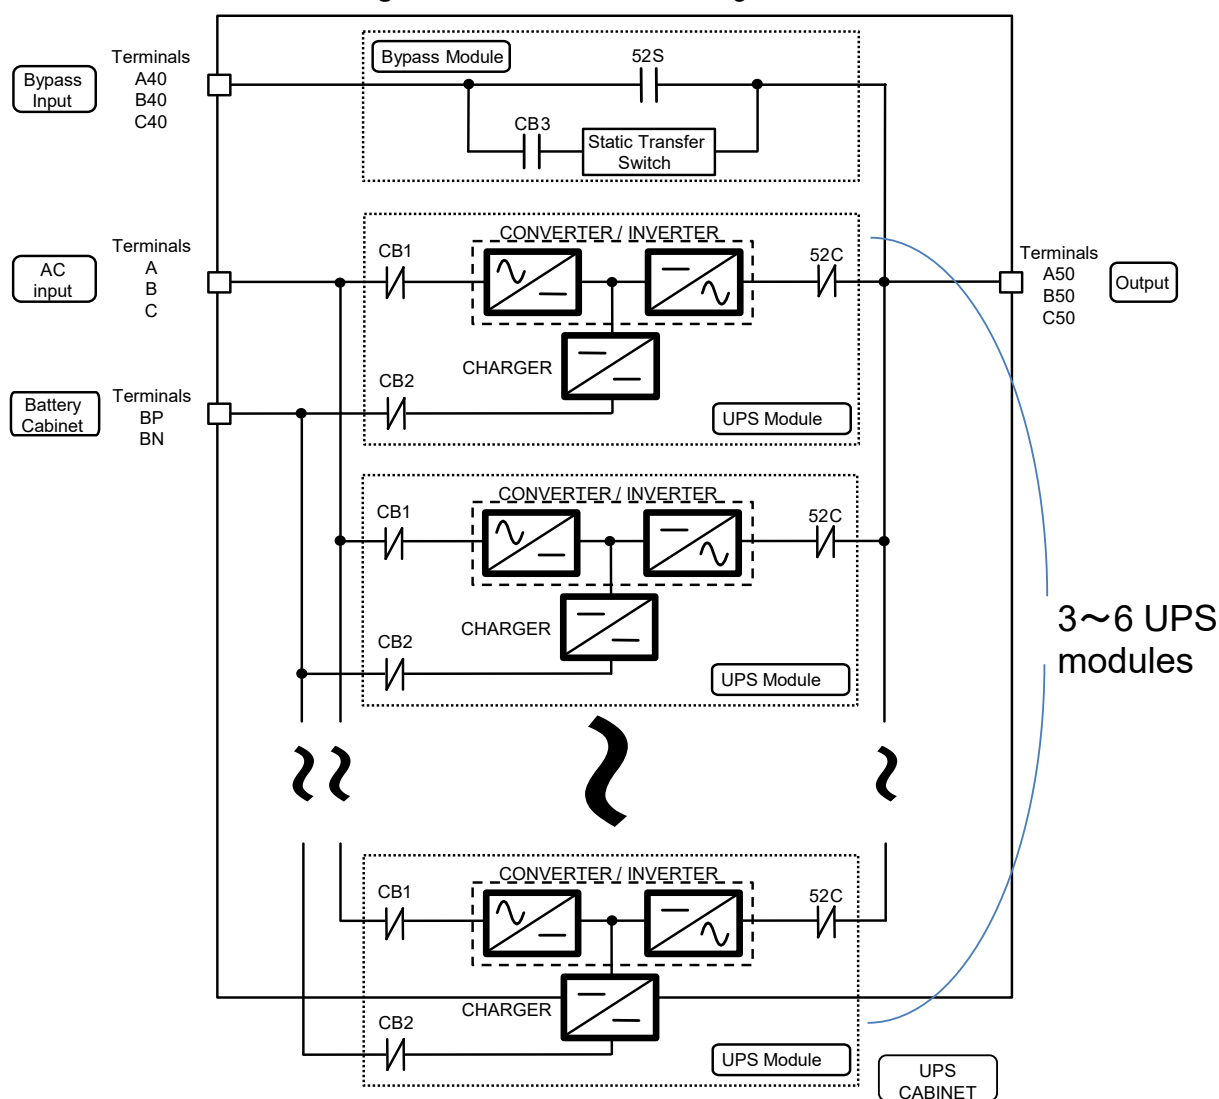 Bypass
Input
Terminals
A40
B40
C40
Bypass Module
52S
CB3
Static Transfer
Switch
AC
input
Terminals
A
B
C
CB1
CONVERTER / INVERTER
52C
Terminals
A50
B50
C50
Output
Battery
Cabinet
Terminals
BP
BN
CHARGER
CB2
UPS Module
CB1
CONVERTER / INVERTER
52C
CHARGER
CB2
UPS Module
3～6 UPS
modules
CB1
CONVERTER / INVERTER
52C
CHARGER
CB2
UPS Module
UPS
CABINET